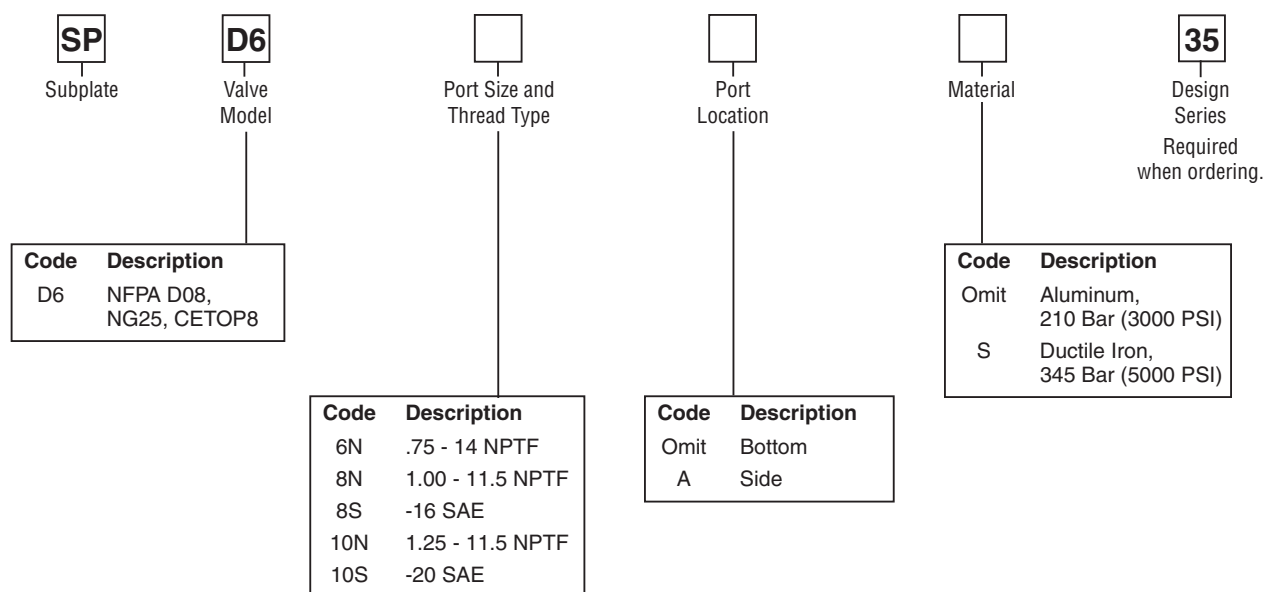 SP
D6
35
Subplate
Valve
Model
Port Size and
Thread Type
Port
Location
Material
Design
Series
Required
when ordering.
Code Description
D6 NFPA D08,
NG25, CETOP8
Code Description
6N .75 - 14 NPTF
8N 1.00 - 11.5 NPTF
8S -16 SAE
10N 1.25 - 11.5 NPTF
10S -20 SAE
Code Description
Omit Bottom
A Side
Code Description
Omit Aluminum,
210 Bar (3000 PSI)
S Ductile Iron,
345 Bar (5000 PSI)